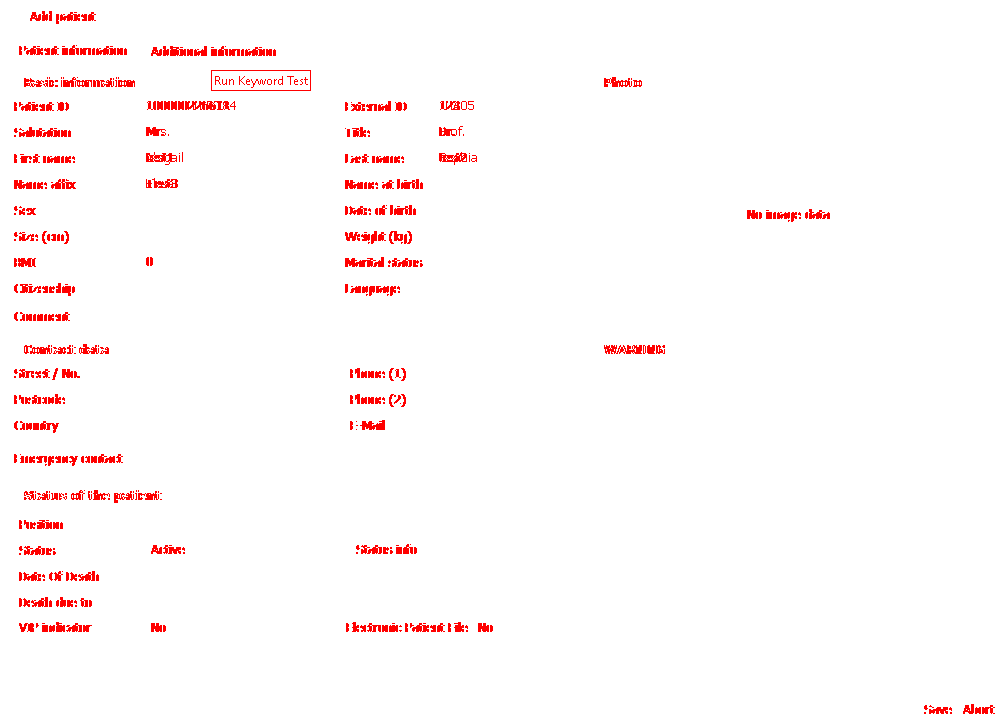 Add patient
Patient information Additional information
Basic information Run Keyword Test Photo
Patient ID External ID
Salutation Title
First name Last name
Name affix Name at birth
Sex Date of birth
No image data
Size (cm) Weight (kg)
BMI 0 Marital status
Citizenship Language
Comment
Contact data WARNING
Street / No. Phone (1)
Postcode Phone (2)
Country E-Mail
Emergency contact
Status of the patient
Position
Status Active Status info
Date Of Death
Death due to
VIP indicator No Electronic Patient File No
Save Abort